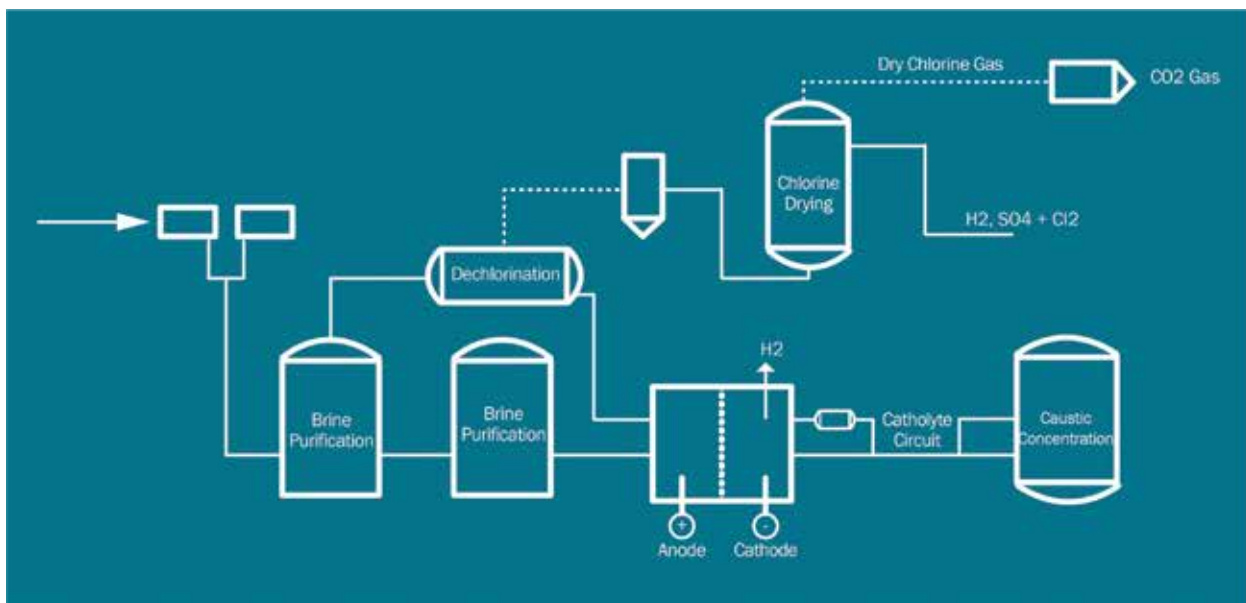 Dry Chlorine Gas
CO2 Gas
Chlorine
Drying
H2, SO4 + Cl2
Dechlorination
H2
Brine
Purification
Brine
Purification
Catholyte
Circuit
Caustic
Concentration
+
-
Anode
Cathode